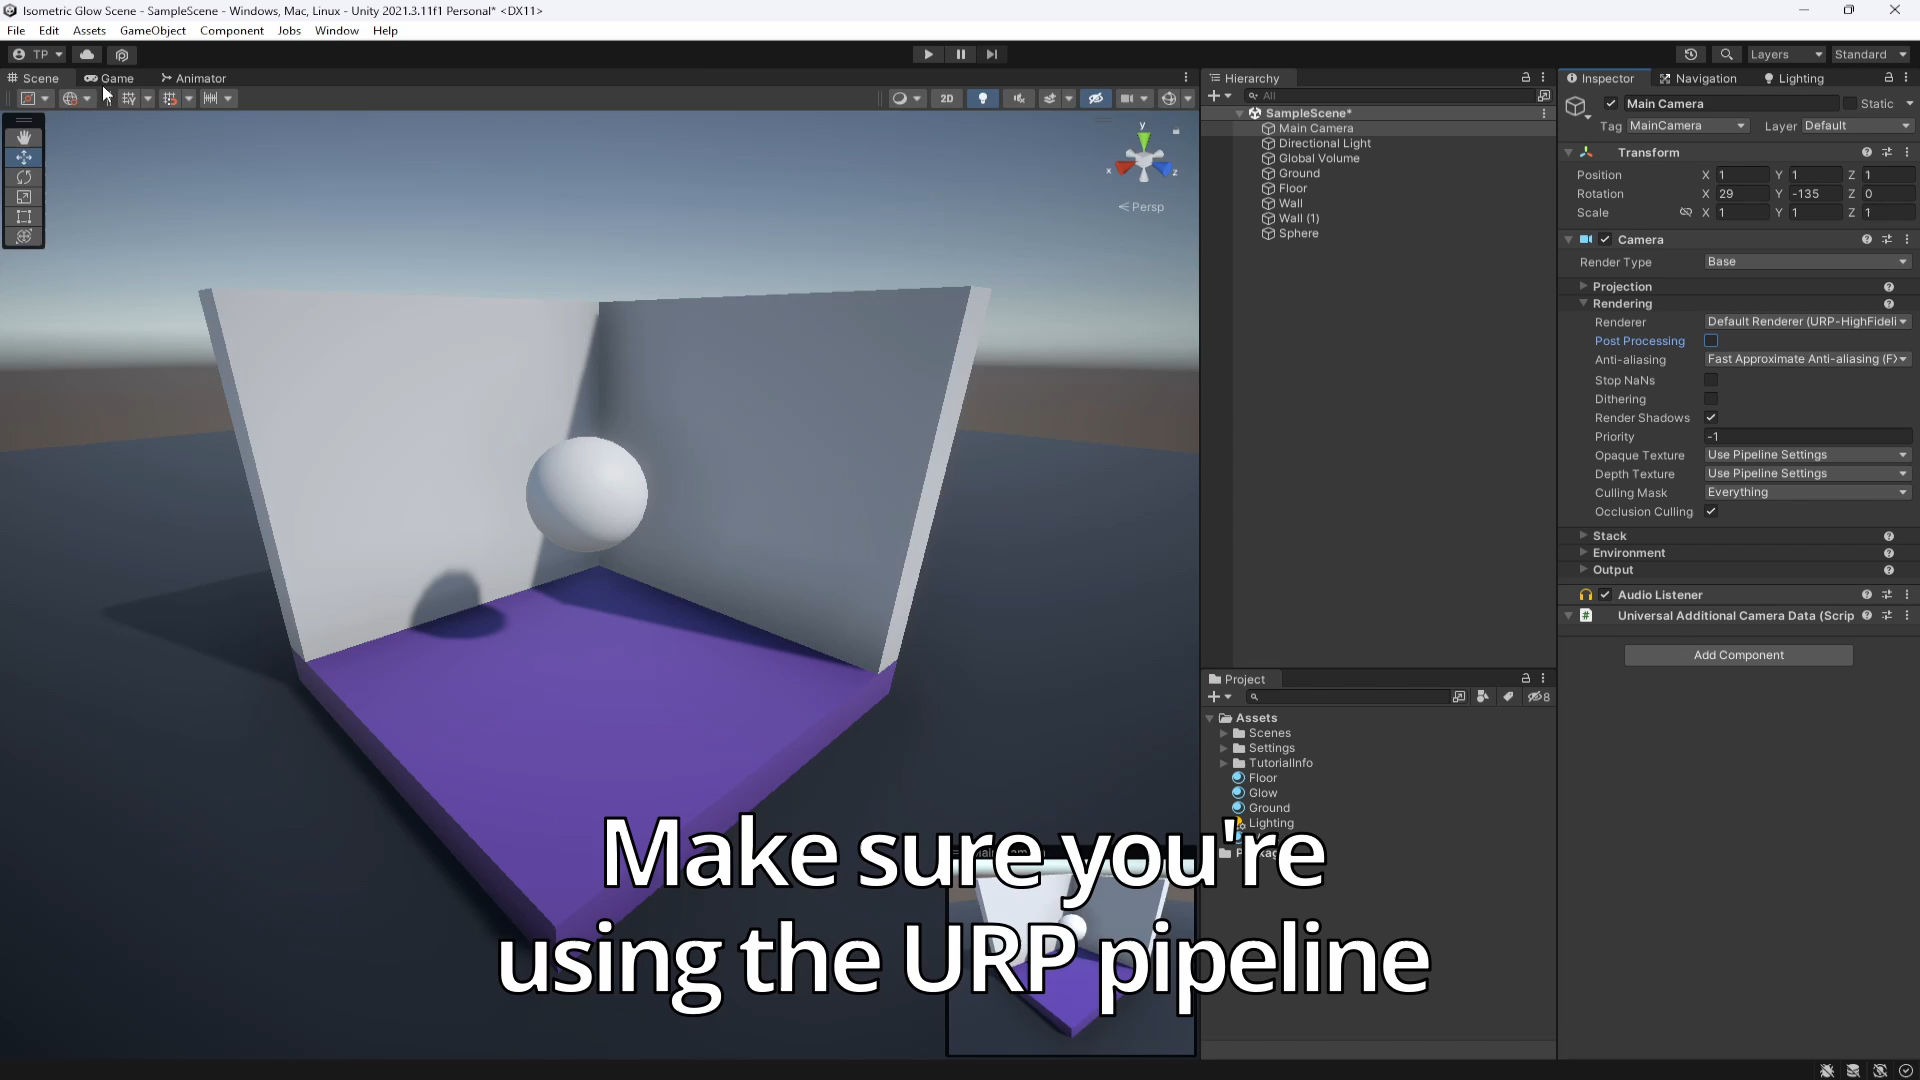 Isometric Glow Scene - SampleScene - Windows, Mac, Linux - Unity 2021.3.11f1 Personal* <DX11>
File Edit Assets GameObject Component Jobs Window Help
TP
Layers
Standard
Scene
Game
Animator
2D
y
x
z
Persp
Hierarchy
All
SampleScene*
Main Camera
Directional Light
Global Volume
Ground
Floor
Wall
Wall (1)
Sphere
Project
8
Assets
Scenes
Settings
TutorialInfo
Floor
Glow
Ground
Lighting
Inspector
Navigation
Lighting
Main Camera
Static
Tag MainCamera
Layer Default
Transform
Position X 1 Y 1 Z 1
Rotation X 29 Y -135 Z 0
Scale X 1 Y 1 Z 1
Camera
Render Type Base
Projection
Rendering
Renderer Default Renderer (URP-HighFideli
Post Processing
Anti-aliasing Fast Approximate Anti-aliasing (FX
Stop NaNs
Dithering
Render Shadows
Priority -1
Opaque Texture Use Pipeline Settings
Depth Texture Use Pipeline Settings
Culling Mask Everything
Occlusion Culling
Stack
Environment
Output
Audio Listener
# Universal Additional Camera Data (Scrip
Add Component
Make sure you're
using the URP pipeline